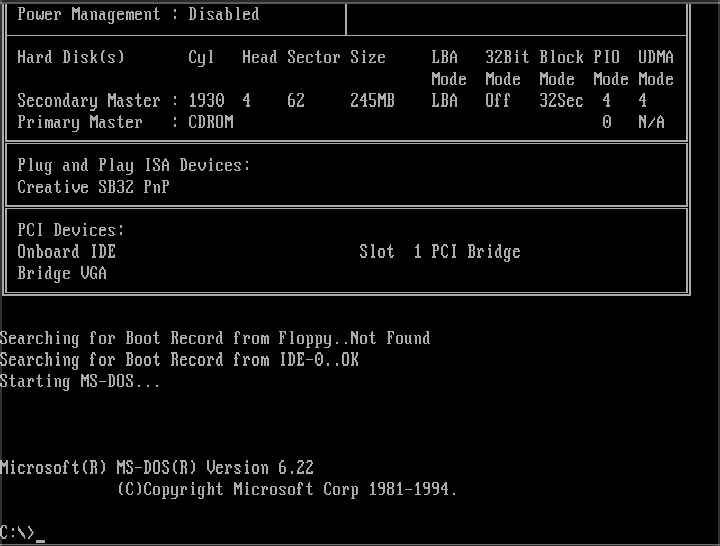 Power Management : Disabled
Hard Disk(s) Cyl Head Sector Size LBA 32Bit Block PIO UDMA
Mode Mode Mode Mode Mode
Secondary Master : 1930 4 62 245MB LBA Off 32Sec 4 4
Primary Master : CDROM 0 N/A
Plug and Play ISA Devices:
Creative SB32 PnP
PCI Devices:
Onboard IDE Slot 1 PCI Bridge
Bridge VGA
Searching for Boot Record from Floppy..Not Found
Searching for Boot Record from IDE-0..OK
Starting MS-DOS...
Microsoft(R) MS-DOS(R) Version 6.22
(C)Copyright Microsoft Corp 1981-1994.
C:\>_